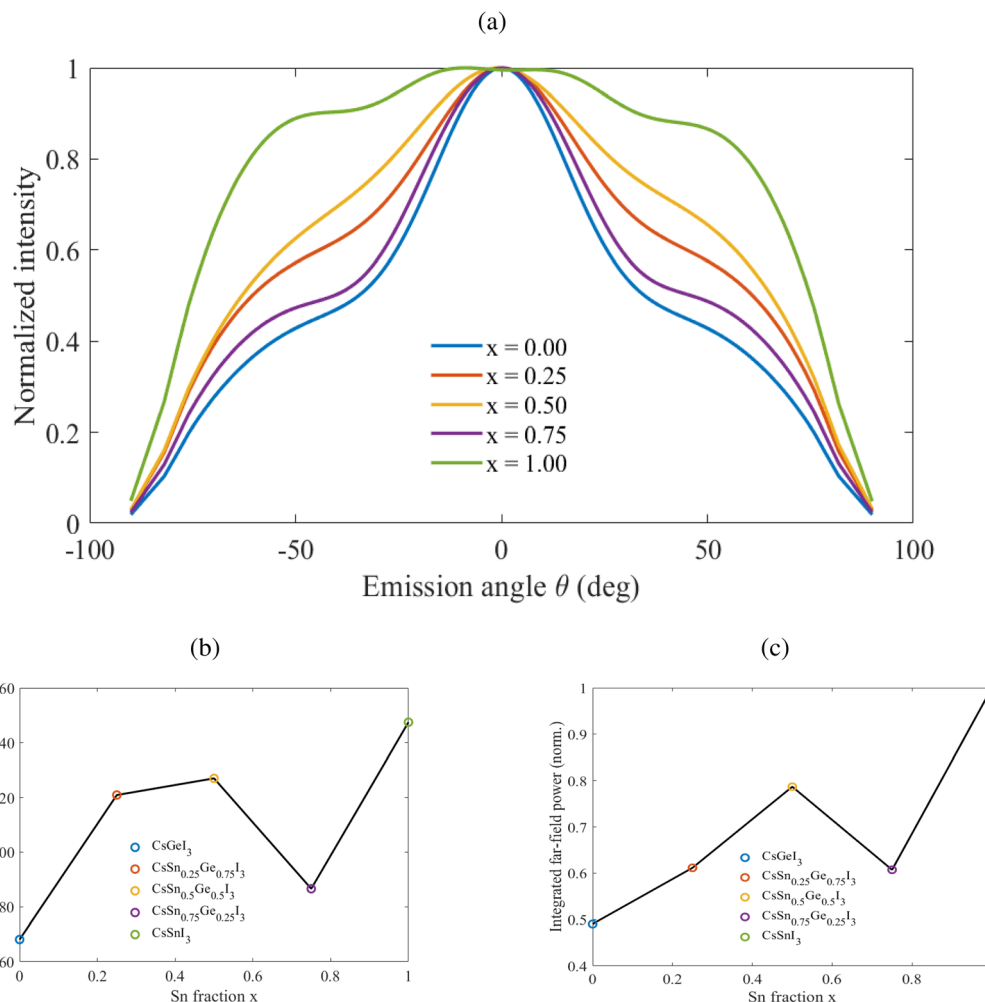 (a)
1
0.8
0.6
0.4
0.2
0
Normalized intensity
x = 0.00
x = 0.25
x = 0.50
x = 0.75
x = 1.00
-100
-50
0
50
100
Emission angle θ (deg)
(b)
60
40
20
00
80
60
CsGeI3
CsSn0.25Ge0.75I3
CsSn0.5Ge0.5I3
CsSn0.75Ge0.25I3
CsSnI3
0
0.2
0.4
0.6
0.8
1
Sn fraction x
(c)
1
0.9
0.8
0.7
0.6
0.5
0.4
Integrated far-field power (norm.)
CsGeI3
CsSn0.25Ge0.75I3
CsSn0.5Ge0.5I3
CsSn0.75Ge0.25I3
CsSnI3
0
0.2
0.4
0.6
0.8
Sn fraction x